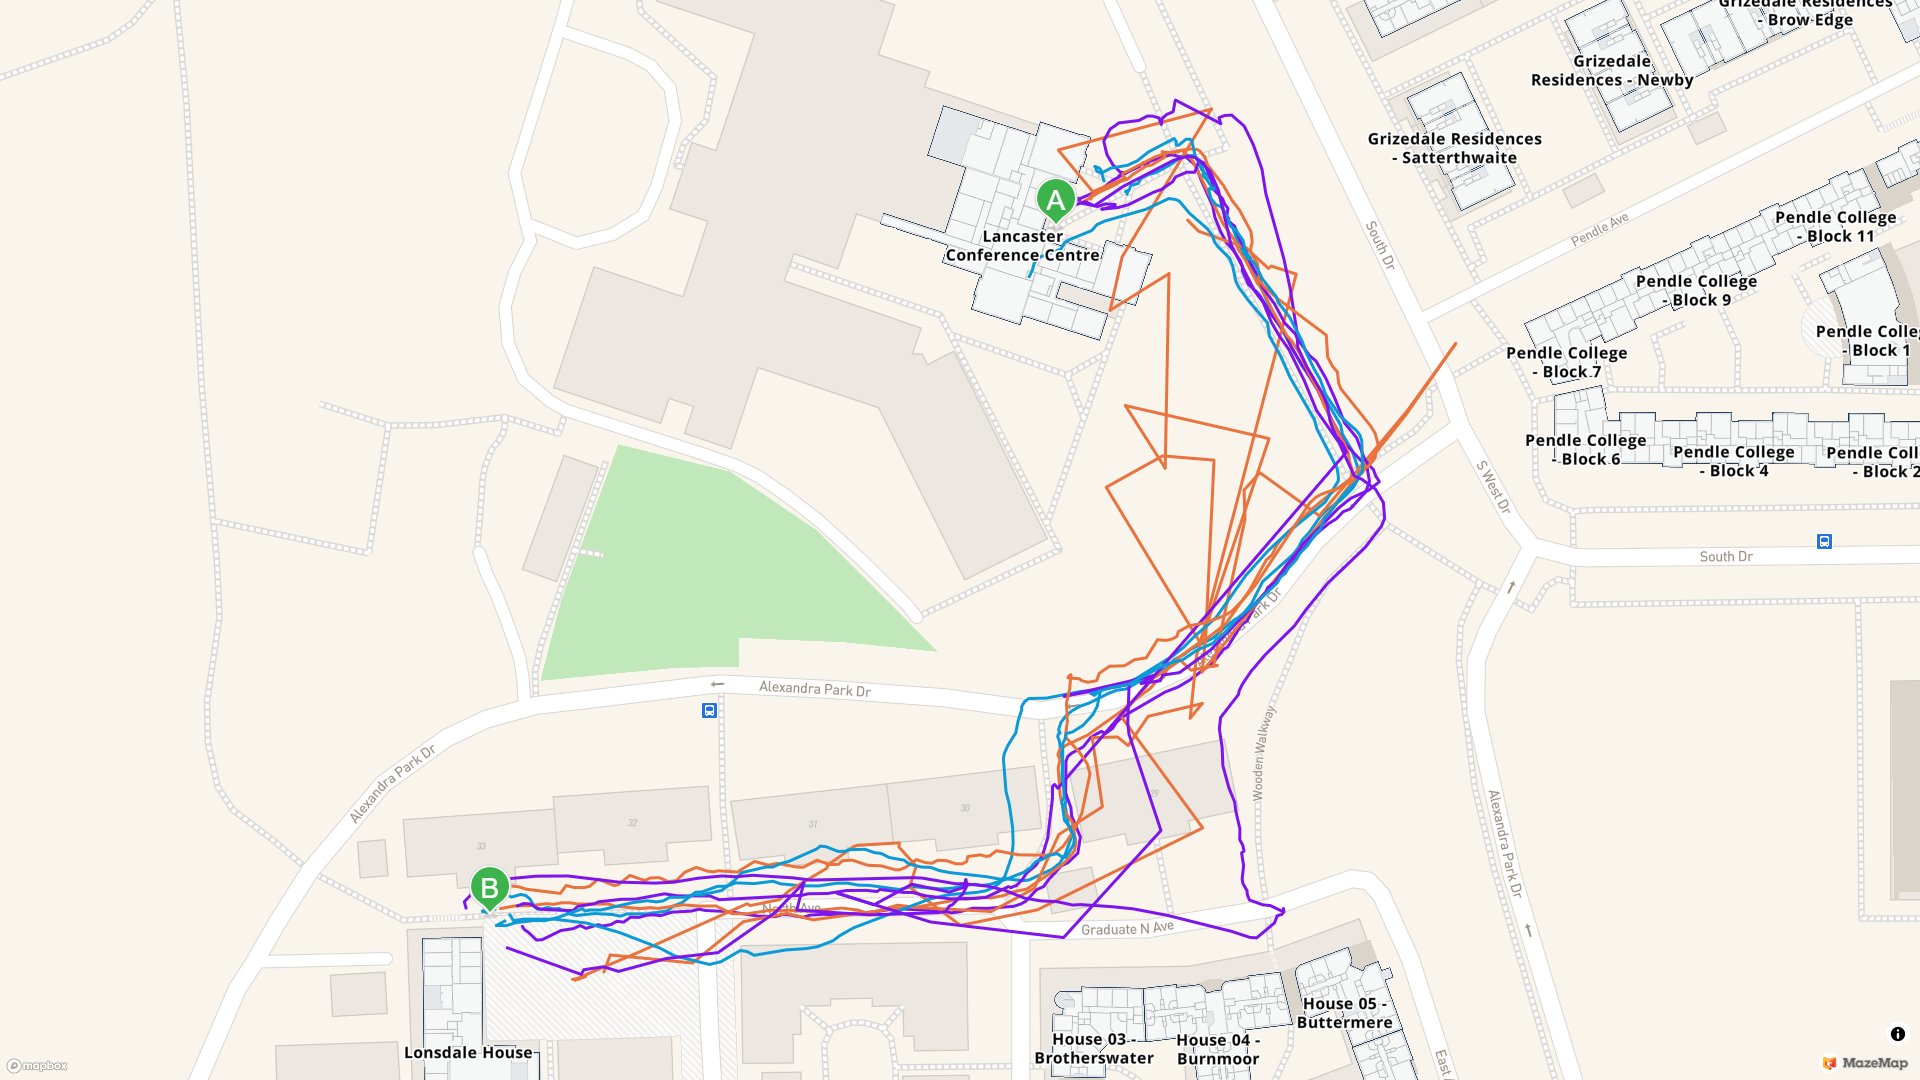 Grizedale Residences
- Brow Edge
Grizedale
Residences - Newby
Grizedale Residences
- Satterthwaite
A
South Dr
Pendle Ave
Pendle College
- Block 11
Lancaster
Conference Centre
Pendle College
- Block 9
Pendle College
- Block 7
Pendle Colle
- Block 1
Pendle College
- Block 6
Pendle College
- Block 4
Pendle Coll
- Block 2
S West Dr
South Dr
Park Dr
Alexandra Park Dr
Alexandra Park Dr
Wooden Walkway
Alexandra Park Dr
29
30
31
32
33
B
North Ave
Graduate N Ave
House 05 -
Buttermere
House 03 -
Brotherswater
House 04 -
Burnmoor
Lonsdale House
East
mapbox
MazeMap